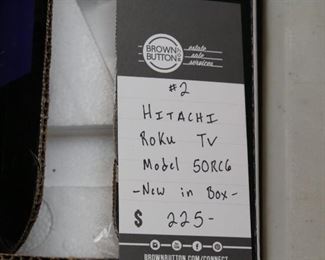 BROWN
BUTTON
estate
sale
services
#2
HITACHI
Roku TV
Model 50RC6
-New in Box-
$ 225-
BROWNBUTTON.COM/CONNECT